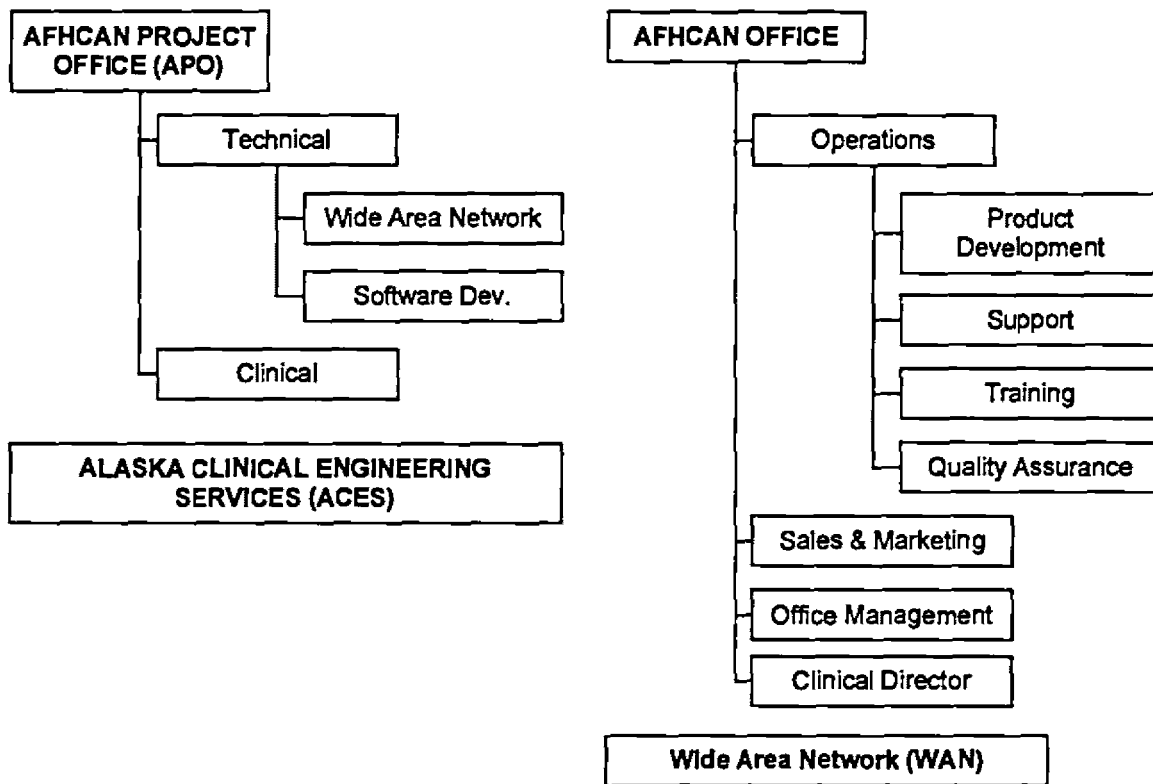 AFHCAN PROJECT
OFFICE (APO)
Technical
Wide Area Network
Software Dev.
Clinical
ALASKA CLINICAL ENGINEERING
SERVICES (ACES)
AFHCAN OFFICE
Operations
Product
Development
Support
Training
Quality Assurance
Sales & Marketing
Office Management
Clinical Director
Wide Area Network (WAN)